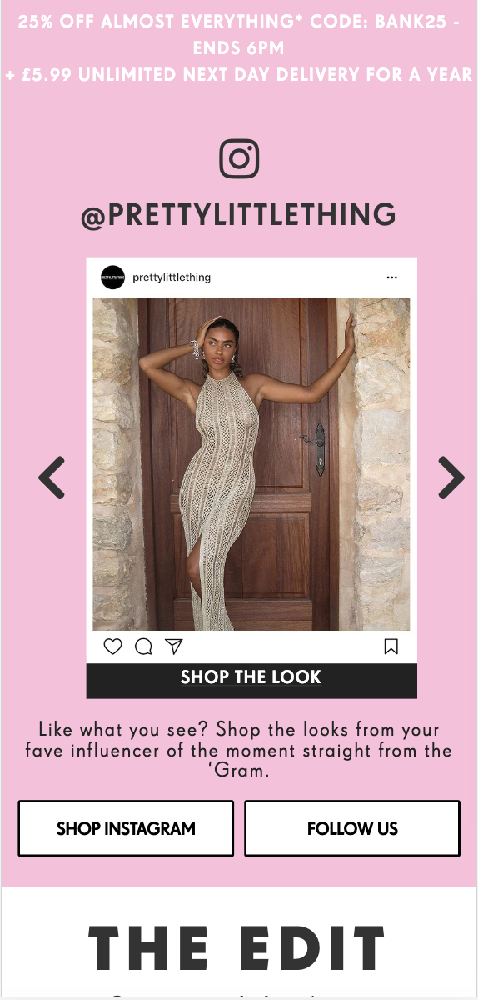 25% OFF ALMOST EVERYTHING* CODE: BANK25 -
ENDS 6PM
+ £5.99 UNLIMITED NEXT DAY DELIVERY FOR A YEAR
@PRETTYLITTLETHING
PRETTYLITTLETHING
prettylittlething
SHOP THE LOOK
Like what you see? Shop the looks from your
fave influencer of the moment straight from the
‘Gram.
SHOP INSTAGRAM
FOLLOW US
THE EDIT